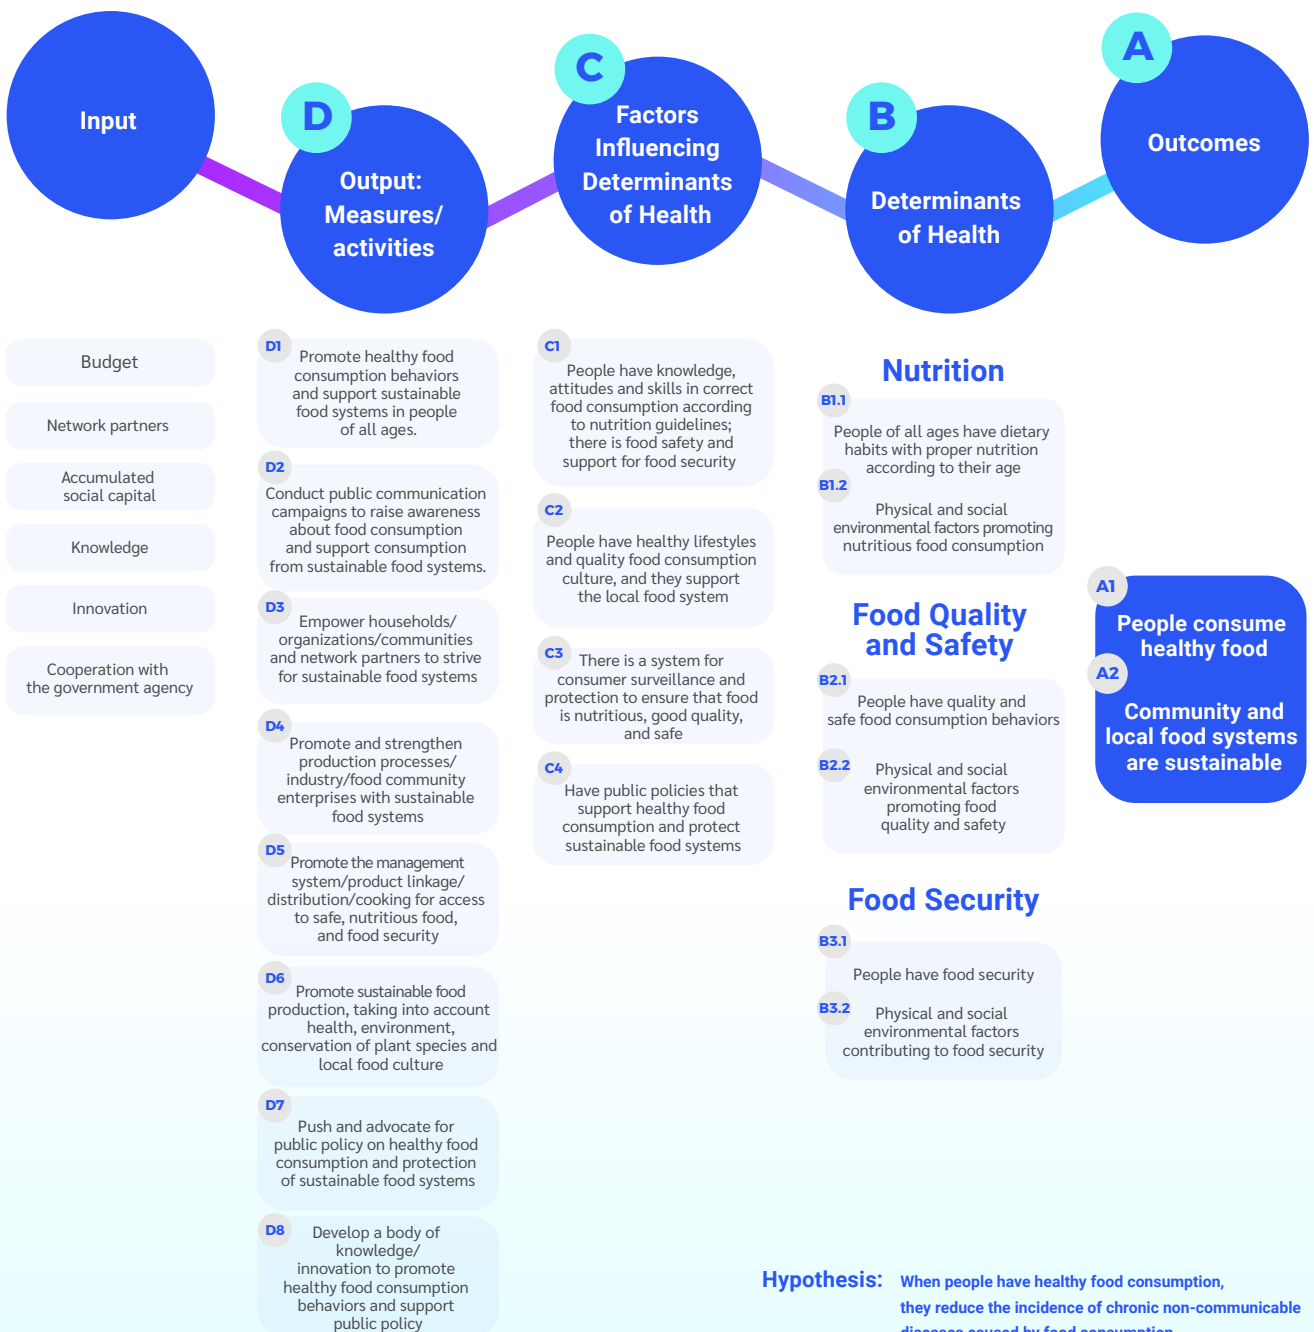 Input
D
Output:
Measures/
activities
C
Factors
Influencing
Determinants
of Health
B
Determinants
of Health
A
Outcomes
Budget
Network partners
Accumulated
social capital
Knowledge
Innovation
Cooperation with
the government agency
D1
Promote healthy food
consumption behaviors
and support sustainable
food systems in people
of all ages.
D2
Conduct public communication
campaigns to raise awareness
about food consumption
and support consumption
from sustainable food systems.
D3
Empower households/
organizations/communities
and network partners to strive
for sustainable food systems
D4
Promote and strengthen
production processes/
industry/food community
enterprises with sustainable
food systems
D5
Promote the management
system/product linkage/
distribution/cooking for access
to safe, nutritious food,
and food security
D6
Promote sustainable food
production, taking into account
health, environment,
conservation of plant species and
local food culture
D7
Push and advocate for
public policy on healthy food
consumption and protection
of sustainable food systems
D8
Develop a body of
knowledge/
innovation to promote
healthy food consumption
behaviors and support
public policy
C1
People have knowledge,
attitudes and skills in correct
food consumption according
to nutrition guidelines;
there is food safety and
support for food security
C2
People have healthy lifestyles
and quality food consumption
culture, and they support
the local food system
C3
There is a system for
consumer surveillance and
protection to ensure that food
is nutritious, good quality,
and safe
C4
Have public policies that
support healthy food
consumption and protect
sustainable food systems
Nutrition
B1.1
People of all ages have dietary
habits with proper nutrition
according to their age
B1.2
Physical and social
environmental factors promoting
nutritious food consumption
Food Quality
and Safety
B2.1
People have quality and
safe food consumption behaviors
B2.2
Physical and social
environmental factors
promoting food
quality and safety
Food Security
B3.1
People have food security
B3.2
Physical and social
environmental factors
contributing to food security
A1
People consume
healthy food
A2
Community and
local food systems
are sustainable
Hypothesis: When people have healthy food consumption,
they reduce the incidence of chronic non-communicable
diseases caused by food consumption